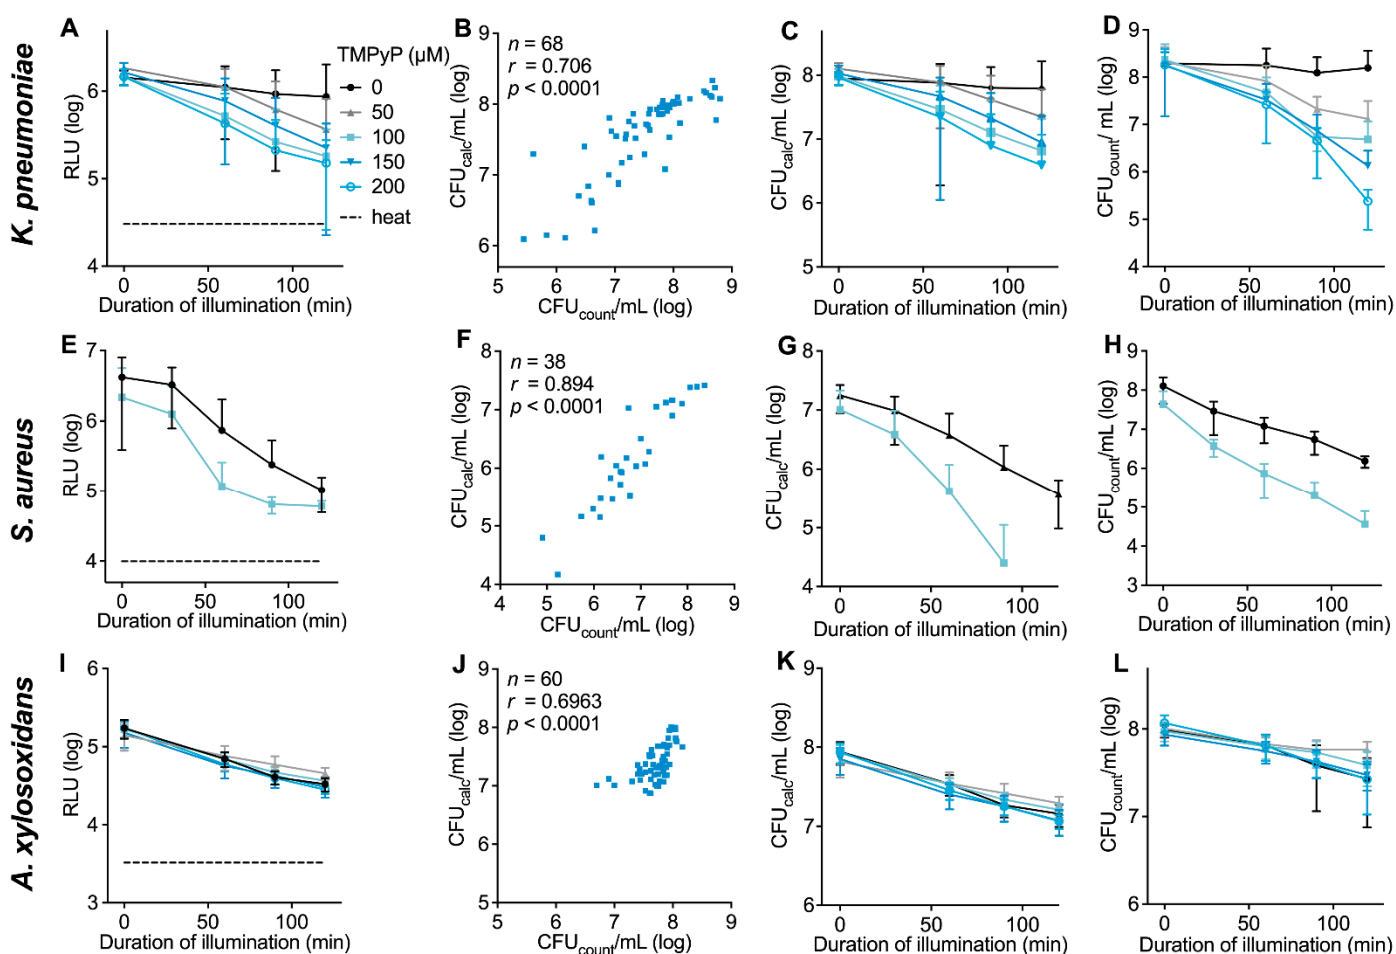 K. pneumoniae
A
TMPyP (µM)
0
50
100
150
200
heat
RLU (log)
6
5
4
0
50
100
Duration of illumination (min)
B
n = 68
r = 0.706
p < 0.0001
CFUcalc/mL (log)
9
8
7
6
5
6
7
8
9
CFUcount/mL (log)
C
CFUcalc/mL (log)
8
7
6
5
0
50
100
Duration of illumination (min)
D
CFUcount/ mL (log)
9
8
7
6
5
4
0
50
100
Duration of illumination (min)
S. aureus
E
RLU (log)
7
6
5
4
0
50
100
Duration of illumination (min)
F
n = 38
r = 0.894
p < 0.0001
CFUcalc/mL (log)
8
7
6
5
4
4
5
6
7
8
9
CFUcount/mL (log)
G
CFUcalc/mL (log)
8
7
6
5
4
0
50
100
Duration of illumination (min)
H
CFUcount/mL (log)
9
8
7
6
5
4
3
0
50
100
Duration of illumination (min)
A. xylosoxidans
I
RLU (log)
6
5
4
3
0
50
100
Duration of illumination (min)
J
n = 60
r = 0.6963
p < 0.0001
CFUcalc/mL (log)
9
8
7
6
5
5
6
7
8
9
CFUcount/mL (log)
K
CFUcalc/mL (log)
9
8
7
6
0
50
100
Duration of illumination (min)
L
CFUcount/mL (log)
8
7
6
0
50
100
Duration of illumination (min)